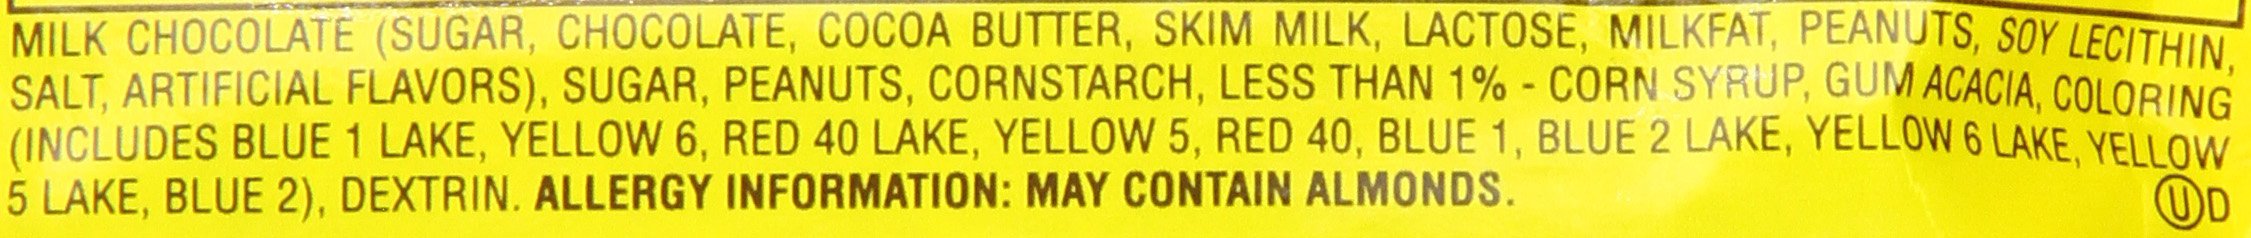 MILK CHOCOLATE (SUGAR, CHOCOLATE, COCOA BUTTER, SKIM MILK, LACTOSE, MILKFAT, PEANUTS, SOY LECITHIN,
SALT, ARTIFICIAL FLAVORS), SUGAR, PEANUTS, CORNSTARCH, LESS THAN 1% - CORN SYRUP, GUM ACACIA, COLORING
(INCLUDES BLUE 1 LAKE, YELLOW 6, RED 40 LAKE, YELLOW 5, RED 40, BLUE 1, BLUE 2 LAKE, YELLOW 6 LAKE, YELLOW
5 LAKE, BLUE 2), DEXTRIN. ALLERGY INFORMATION: MAY CONTAIN ALMONDS.
ⓊD